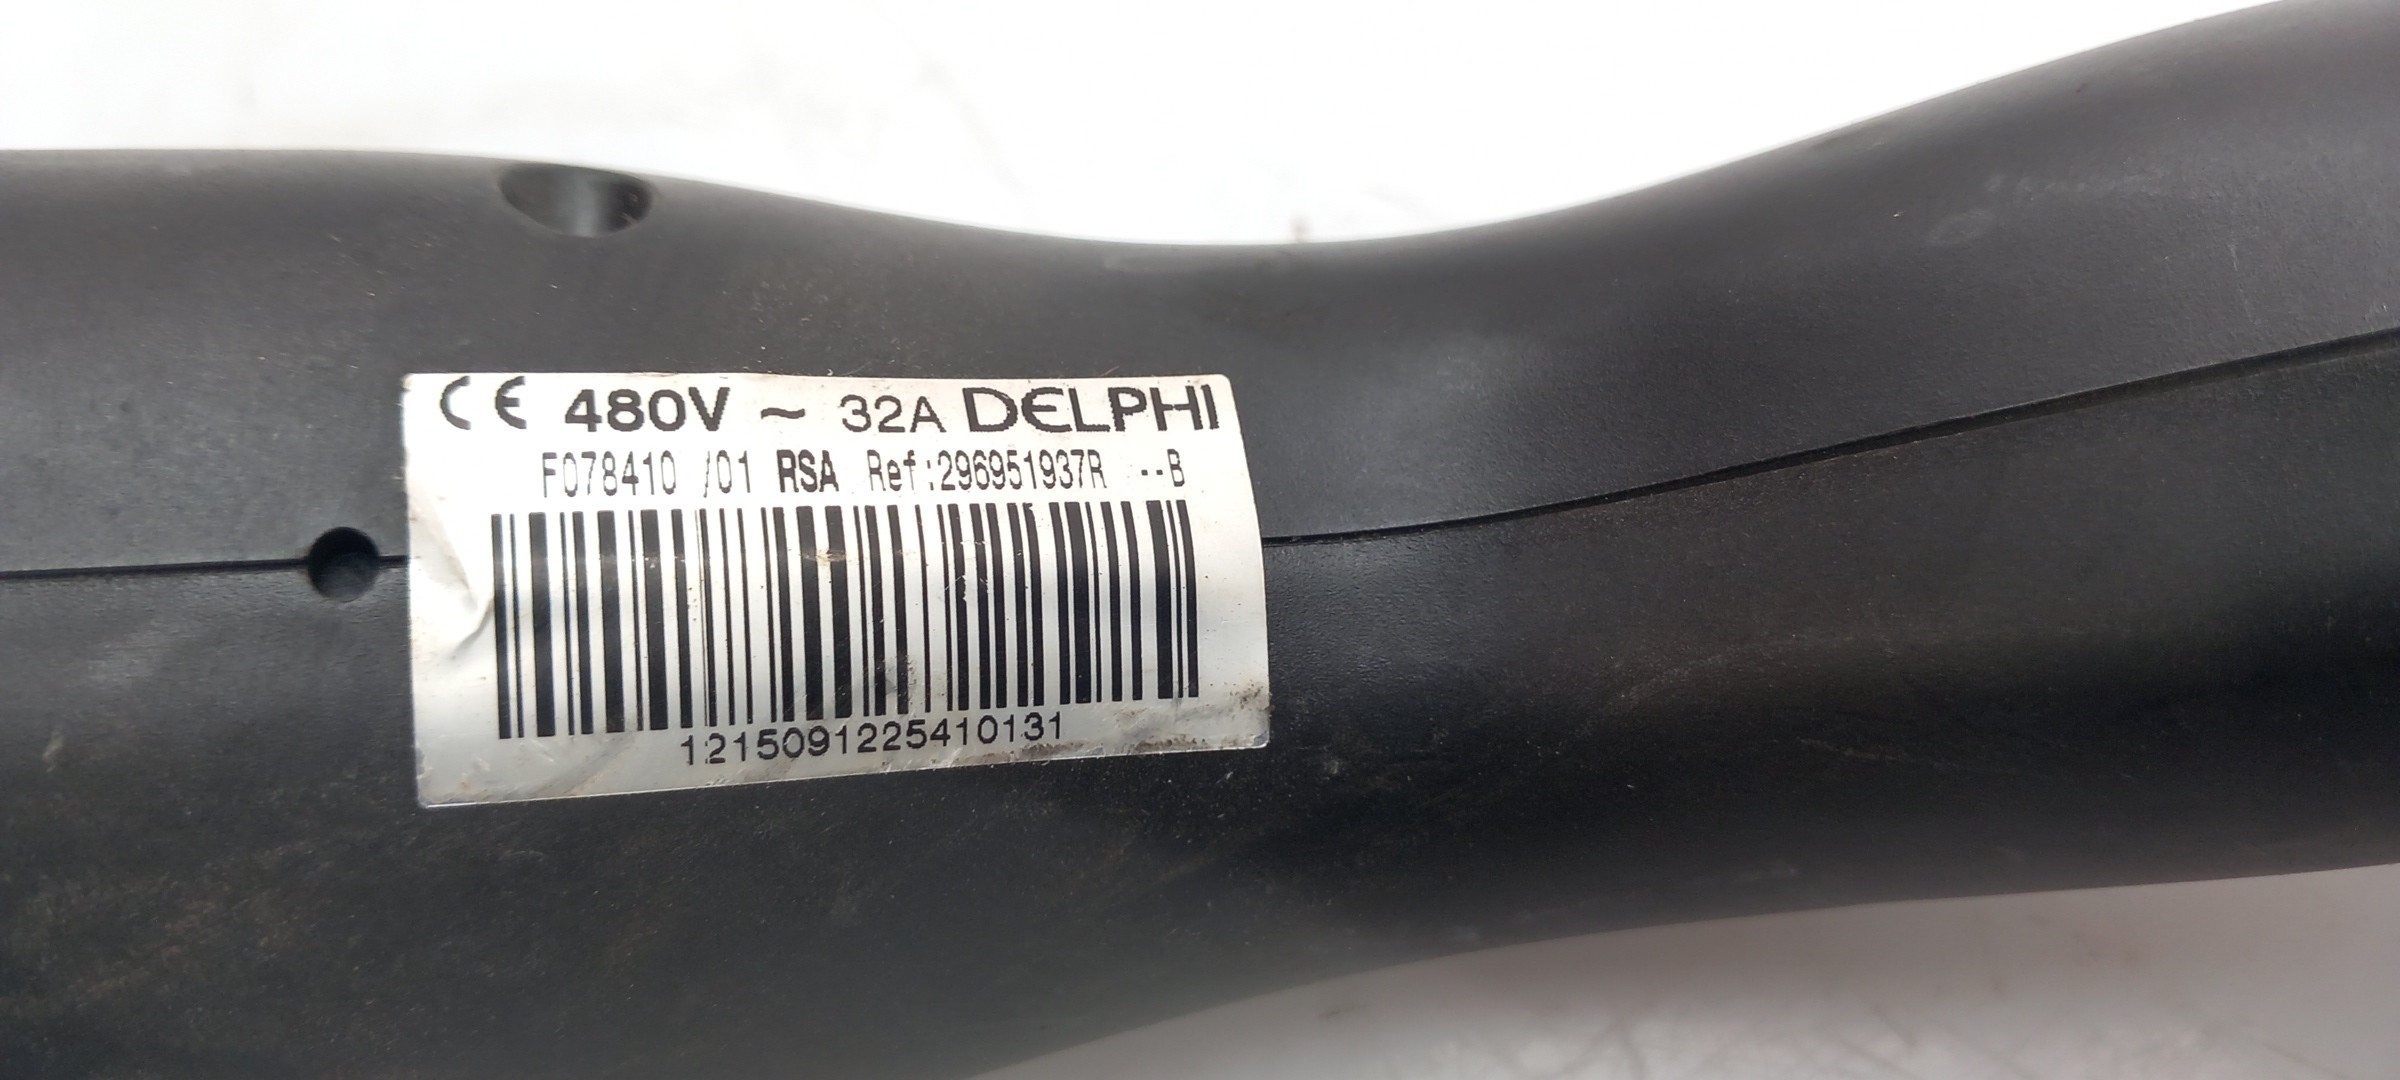 CE 480V ~ 32A DELPHI
F078410 /01 RSA Ref:296951937R --B
1215091225410131